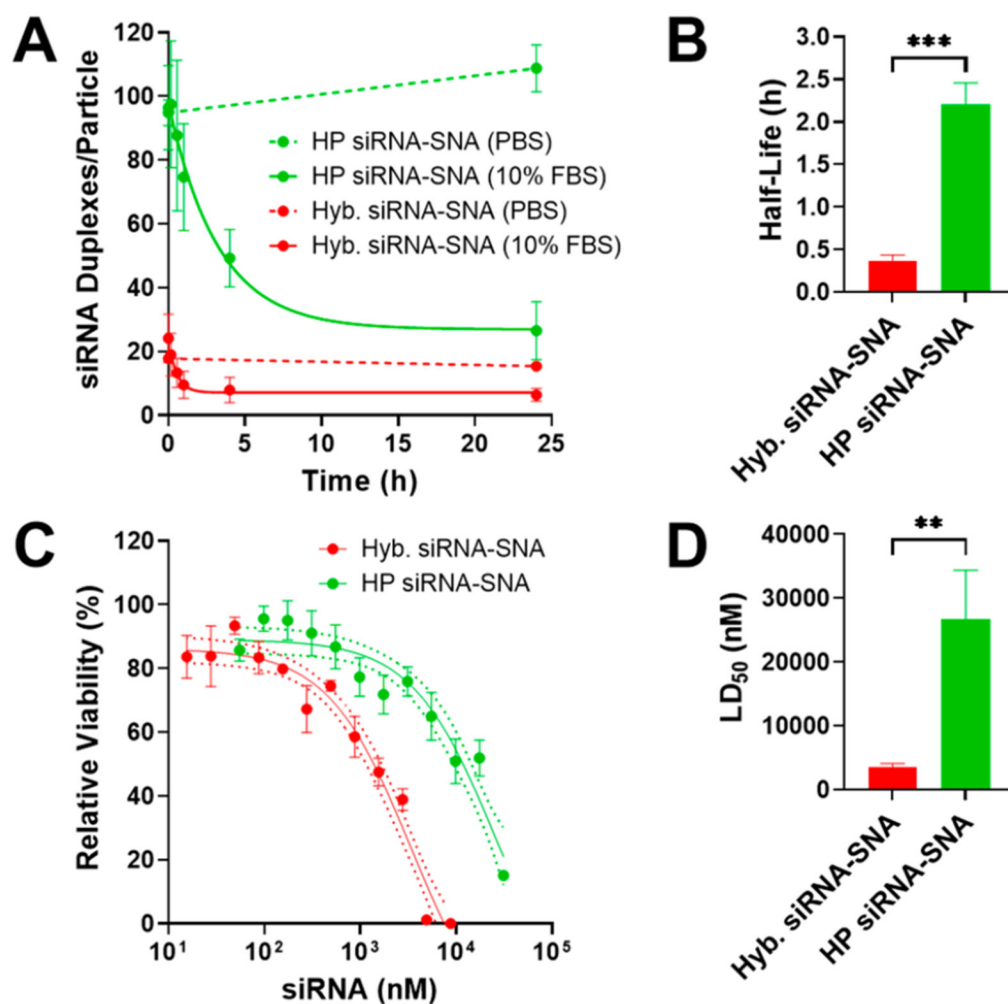 A
siRNA Duplexes/Particle
120
100
80
60
40
20
0
0
5
10
15
20
25
Time (h)
HP siRNA-SNA (PBS)
HP siRNA-SNA (10% FBS)
Hyb. siRNA-SNA (PBS)
Hyb. siRNA-SNA (10% FBS)
B
Half-Life (h)
3.0
2.5
2.0
1.5
1.0
0.5
0.0
***
Hyb. siRNA-SNA
HP siRNA-SNA
C
Relative Viability (%)
120
100
80
60
40
20
0
10¹
10²
10³
10⁴
10⁵
siRNA (nM)
Hyb. siRNA-SNA
HP siRNA-SNA
D
LD₅₀ (nM)
40000
30000
20000
10000
0
**
Hyb. siRNA-SNA
HP siRNA-SNA